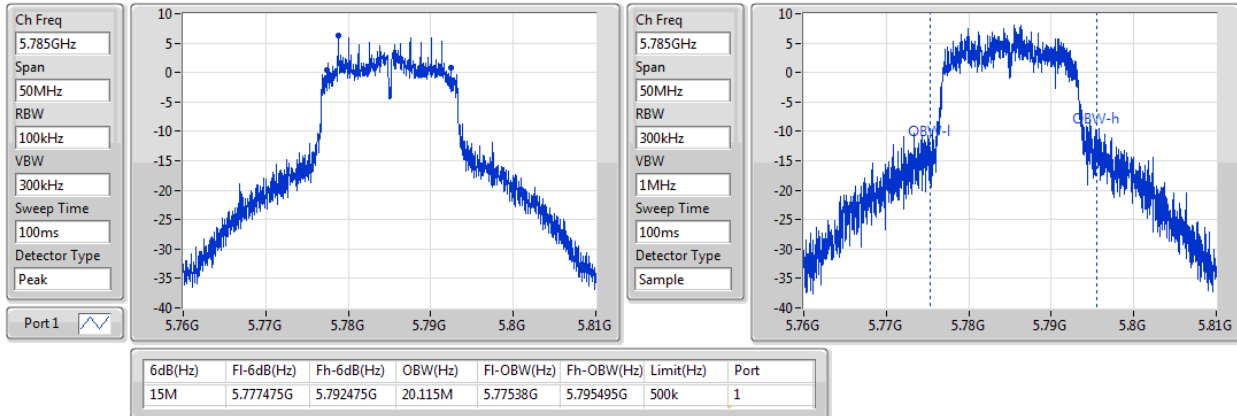 Ch Freq
5.785GHz
Span
50MHz
RBW
100kHz
VBW
300kHz
Sweep Time
100ms
Detector Type
Peak
Port 1
10
5
0
-5
-10
-15
-20
-25
-30
-35
-40
5.76G 5.77G 5.78G 5.79G 5.8G 5.81G
Ch Freq
5.785GHz
Span
50MHz
RBW
300kHz
VBW
1MHz
Sweep Time
100ms
Detector Type
Sample
10
5
0
-5
-10
-15
-20
-25
-30
-35
-40
OBW-l
OBW-h
5.76G 5.77G 5.78G 5.79G 5.8G 5.81G
6dB(Hz) Fl-6dB(Hz) Fh-6dB(Hz) OBW(Hz) Fl-OBW(Hz) Fh-OBW(Hz) Limit(Hz) Port
15M 5.777475G 5.792475G 20.115M 5.77538G 5.795495G 500k 1